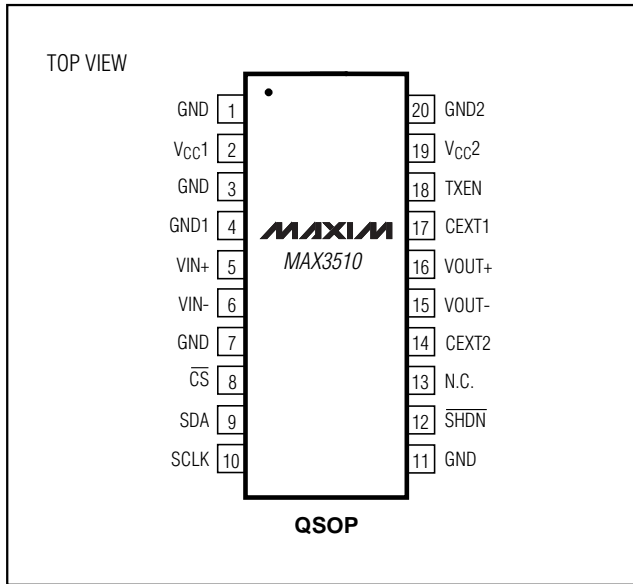 TOP VIEW
GND 1
VCC1 2
GND 3
GND1 4
VIN+ 5
VIN- 6
GND 7
C̅S̅ 8
SDA 9
SCLK 10
MAXIM
MAX3510
20 GND2
19 VCC2
18 TXEN
17 CEXT1
16 VOUT+
15 VOUT-
14 CEXT2
13 N.C.
12 S̅H̅D̅N̅
11 GND
QSOP